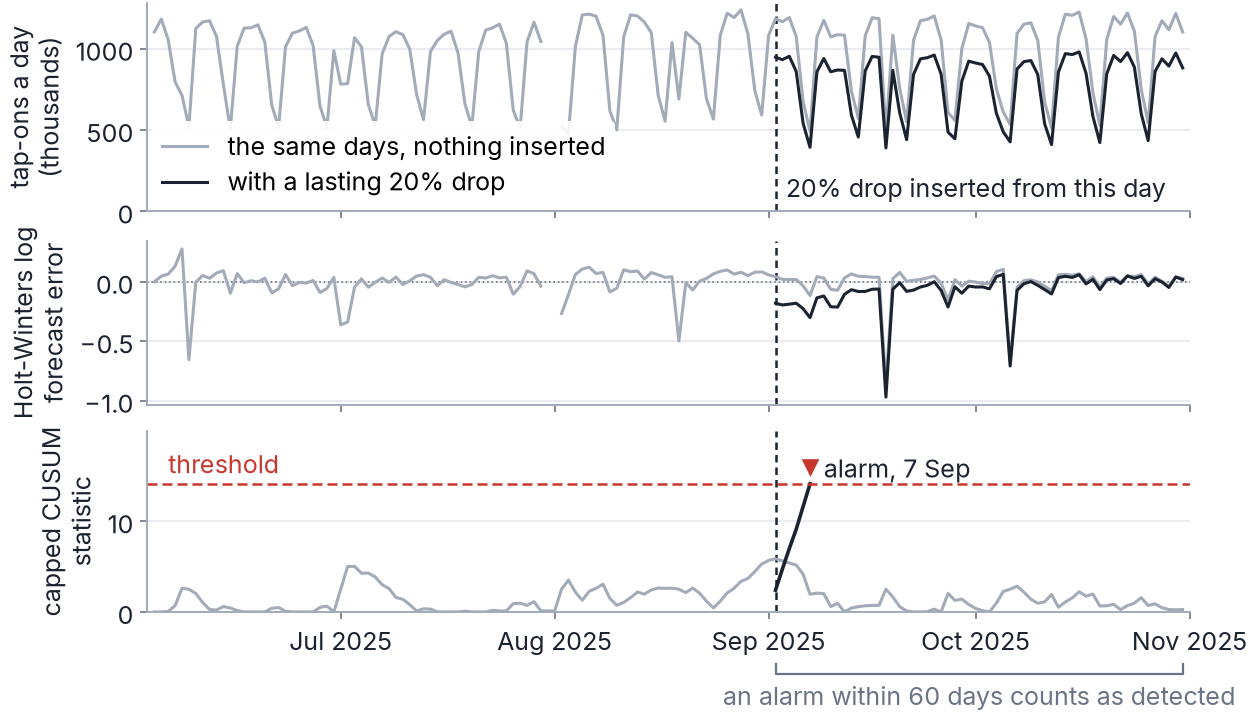 tap-ons a day
(thousands)
1000
500
0
the same days, nothing inserted
with a lasting 20% drop
20% drop inserted from this day
Holt-Winters log
forecast error
0.0
−0.5
−1.0
capped CUSUM
statistic
threshold
alarm, 7 Sep
10
0
Jul 2025
Aug 2025
Sep 2025
Oct 2025
Nov 2025
an alarm within 60 days counts as detected